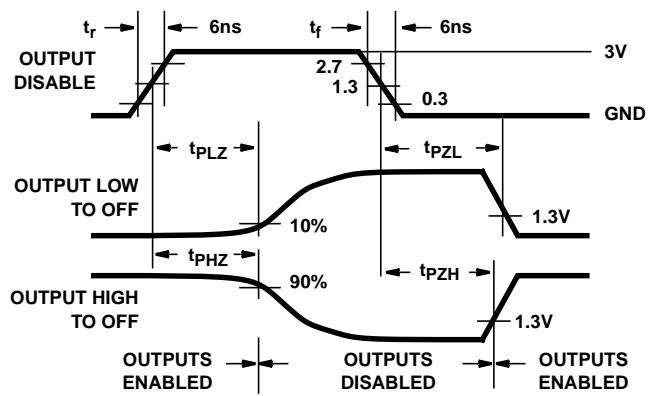 tr
6ns
tf
6ns
OUTPUT
DISABLE
3V
2.7
1.3
0.3
GND
tPLZ
tPZL
OUTPUT LOW
TO OFF
10%
1.3V
tPHZ
tPZH
90%
OUTPUT HIGH
TO OFF
1.3V
OUTPUTS
ENABLED
OUTPUTS
DISABLED
OUTPUTS
ENABLED